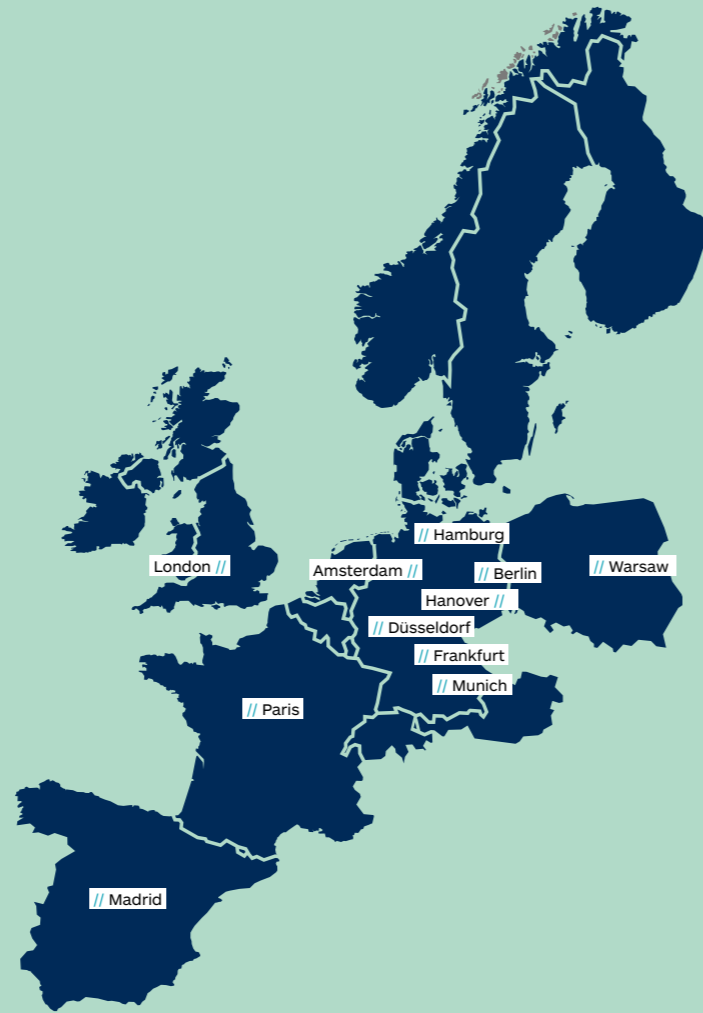 // Hamburg
London //
Amsterdam //
// Berlin
// Warsaw
Hanover //
// Düsseldorf
// Frankfurt
// Munich
// Paris
// Madrid